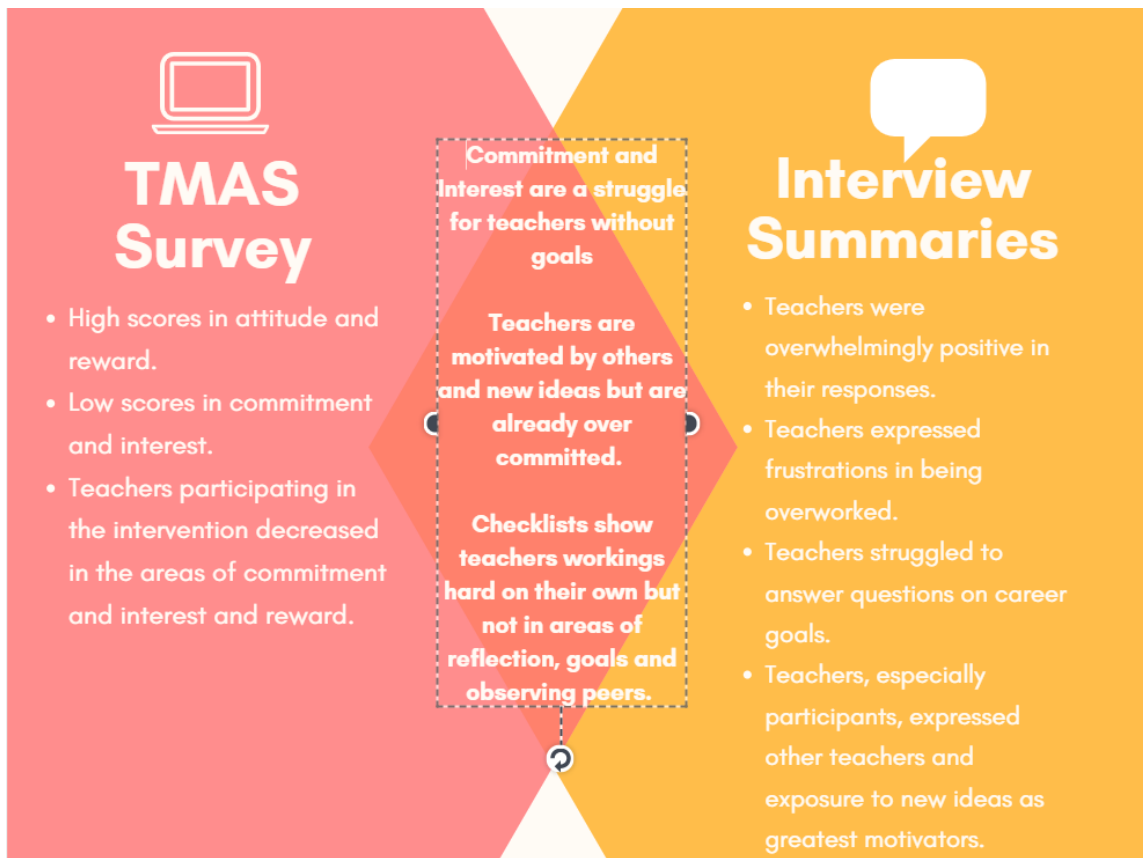 TMAS
Survey
• High scores in attitude and
reward.
• Low scores in commitment
and interest.
• Teachers participating in
the intervention decreased
in the areas of commitment
and interest and reward.
Commitment and
Interest are a struggle
for teachers without
goals
Teachers are
motivated by others
and new ideas but are
already over
committed.
Checklists show
teachers workings
hard on their own but
not in areas of
reflection, goals and
observing peers.
Interview
Summaries
• Teachers were
overwhelmingly positive in
their responses.
• Teachers expressed
frustrations in being
overworked.
• Teachers struggled to
answer questions on career
goals.
• Teachers, especially
participants, expressed
other teachers and
exposure to new ideas as
greatest motivators.